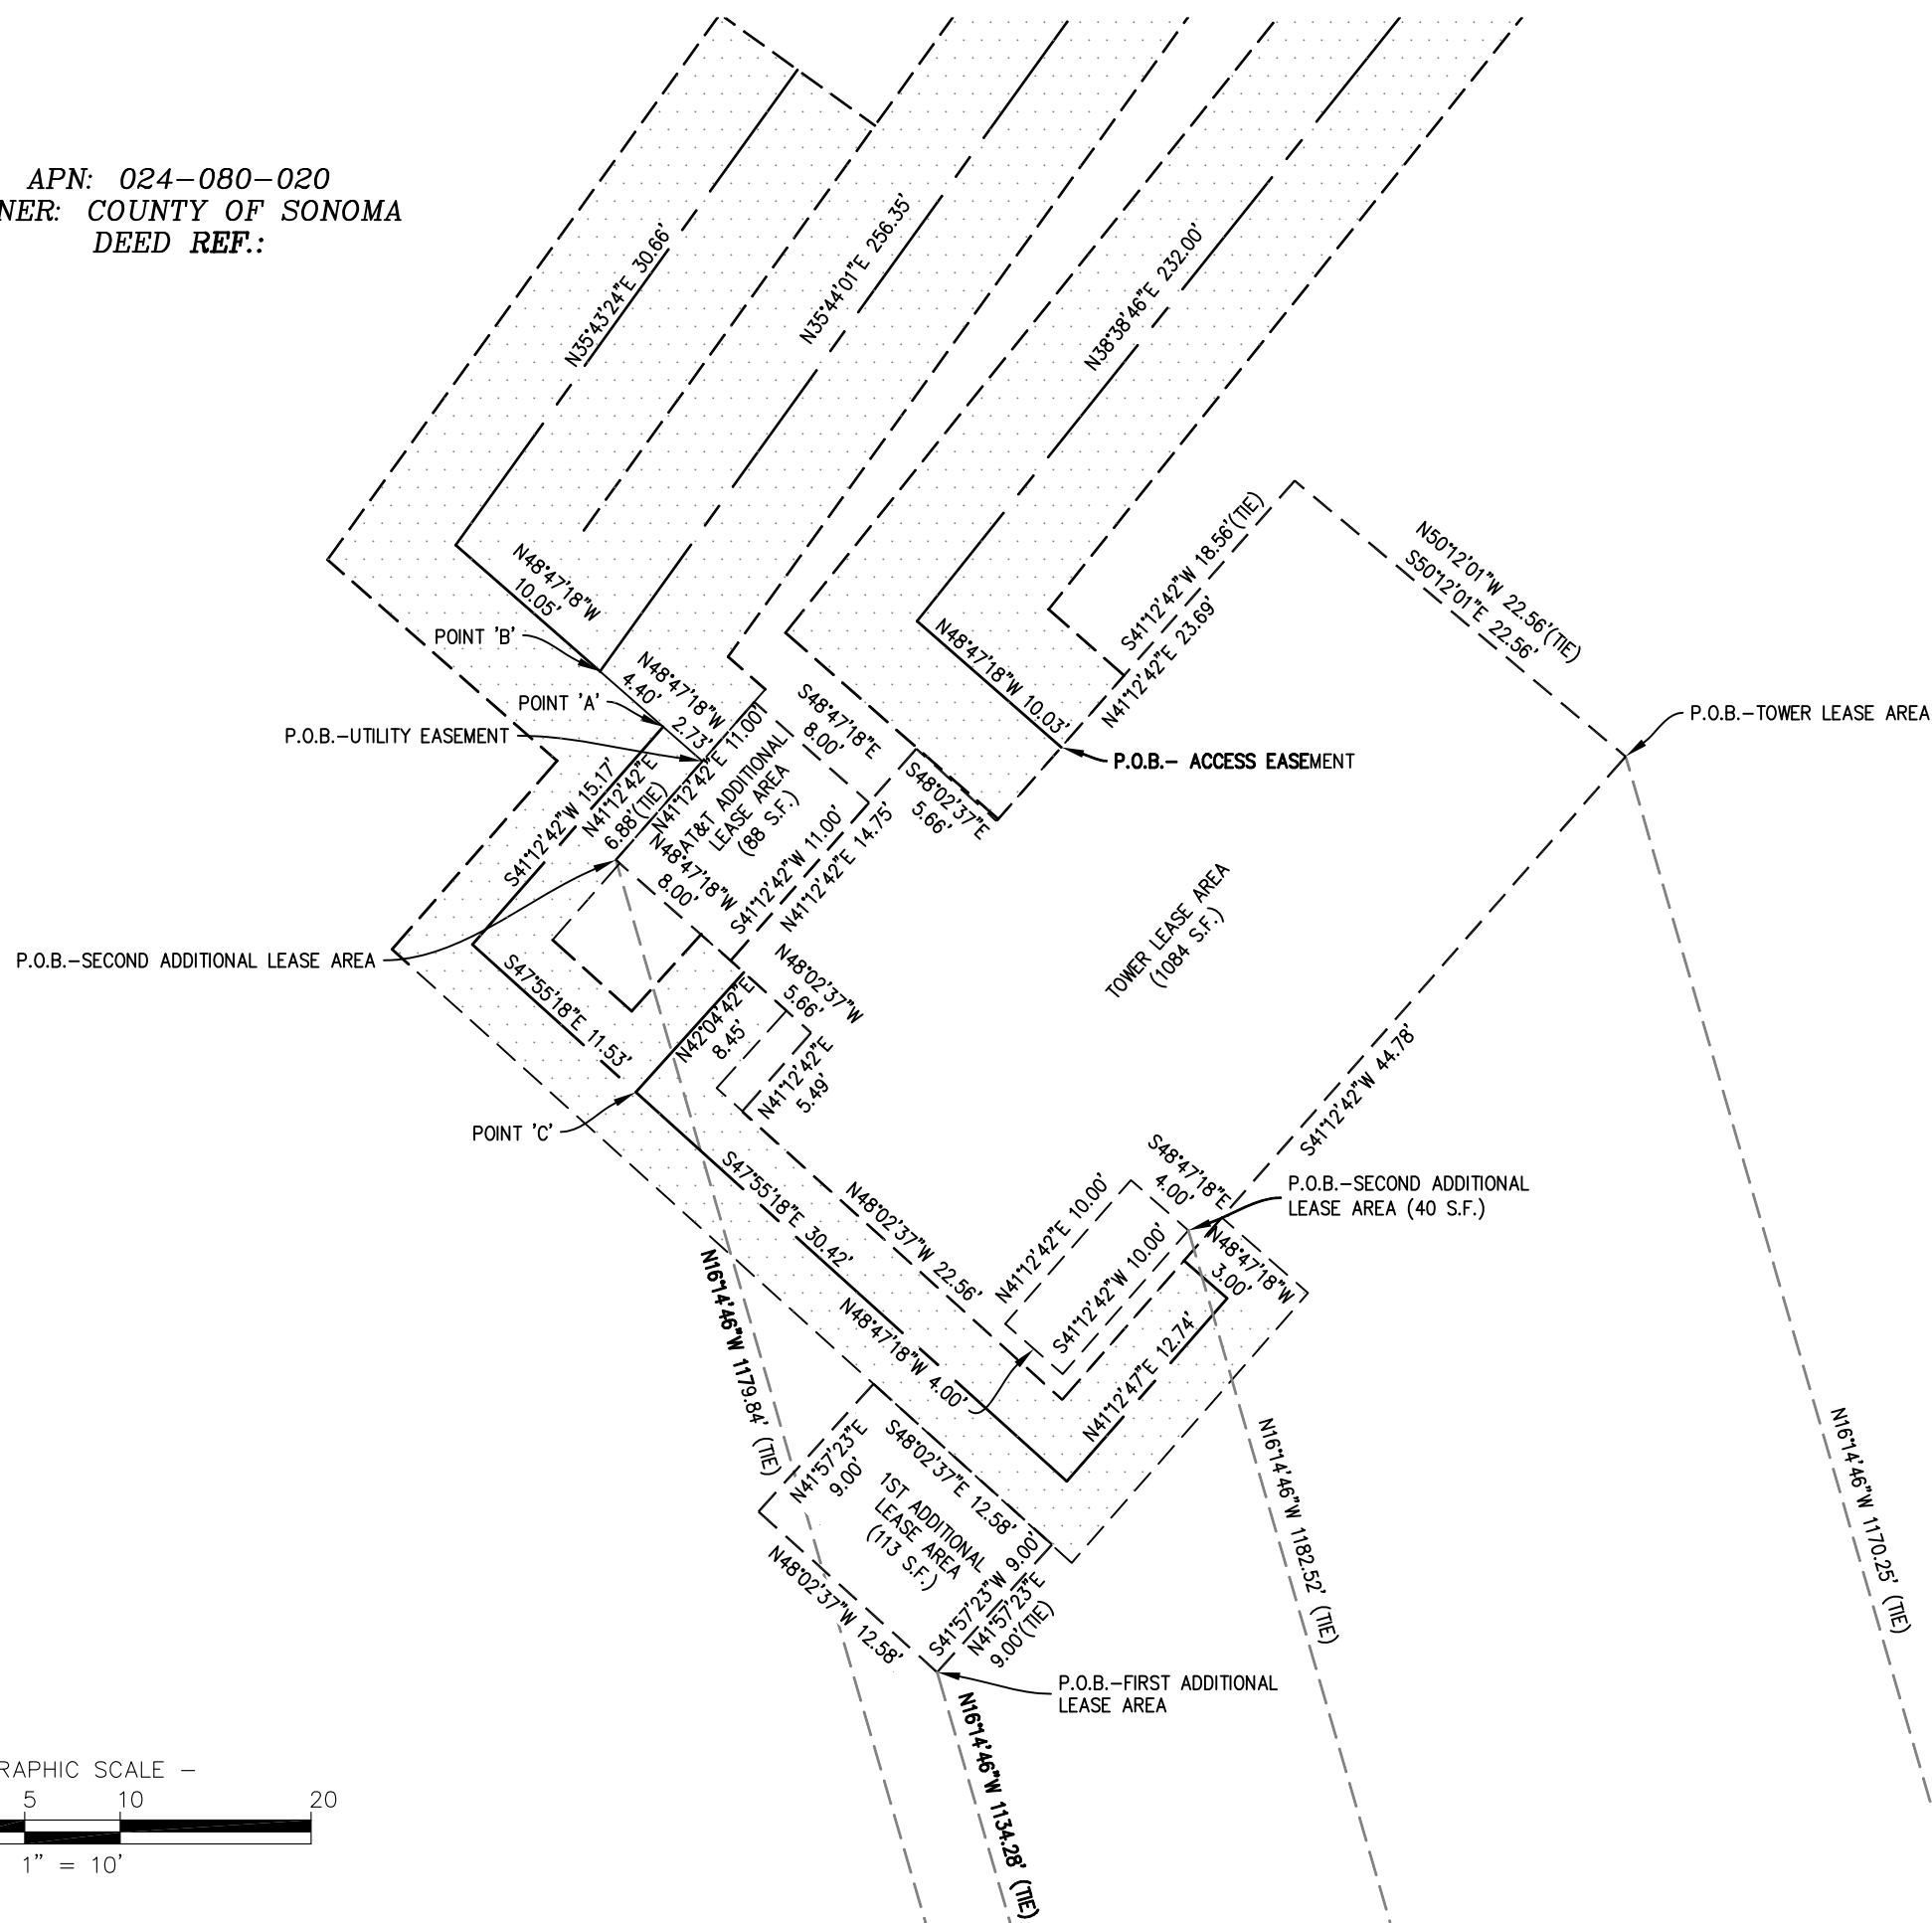 APN: 024-080-020
NER: COUNTY OF SONOMA
DEED REF.:
N35°43'24"E 30.66'
N35°44'01"E 256.35'
N38°38'46"E 232.00'
N48°47'18"W
10.05'
POINT 'B'
N48°47'18"W
4.40'
POINT 'A'
2.73'
P.O.B.-UTILITY EASEMENT
S41°12'42"W 15.17'
N41°12'42"E
6.88'(TIE)
N41°12'42"E 11.00'
AT&T ADDITIONAL
LEASE AREA
(88 S.F.)
S48°47'18"E
8.00'
N48°47'18"W
8.00'
S41°12'42"W 11.00'
N41°12'42"E 14.75'
S48°02'37"E
5.66'
N48°47'18"W 10.03'
S41°12'42"W 18.56'(TIE)
N41°12'42"E 23.69'
N50°12'01"W 22.56'(TIE)
S50°12'01"E 22.56'
P.O.B.-TOWER LEASE AREA
P.O.B.- ACCESS EASEMENT
TOWER LEASE AREA
(1084 S.F.)
P.O.B.-SECOND ADDITIONAL LEASE AREA
S47°55'18"E 11.53'
N42°04'42"E
8.45'
N48°02'37"W
5.66'
N41°12'42"E
5.49'
POINT 'C'
S41°12'42"W 44.78'
S47°55'18"E 30.42'
N48°02'37"W 22.56'
N41°12'42"E 10.00'
S48°47'18"E
4.00'
S41°12'42"W 10.00'
P.O.B.-SECOND ADDITIONAL
LEASE AREA (40 S.F.)
N48°47'18"W
3.00'
N48°47'18"W 4.00'
N41°12'47"E 12.74'
N16°14'46"W 1179.84' (TIE)
N41°57'23"E
9.00'
S48°02'37"E 12.58'
1ST ADDITIONAL
LEASE AREA
(113 S.F.)
N48°02'37"W 12.58'
S41°57'23"W 9.00'
N41°57'23"E
9.00'(TIE)
N16°14'46"W 1182.52' (TIE)
N16°14'46"W 1170.25' (TIE)
P.O.B.-FIRST ADDITIONAL
LEASE AREA
N16°14'46"W 1134.28' (TIE)
RAPHIC SCALE -
5 10 20
1" = 10'